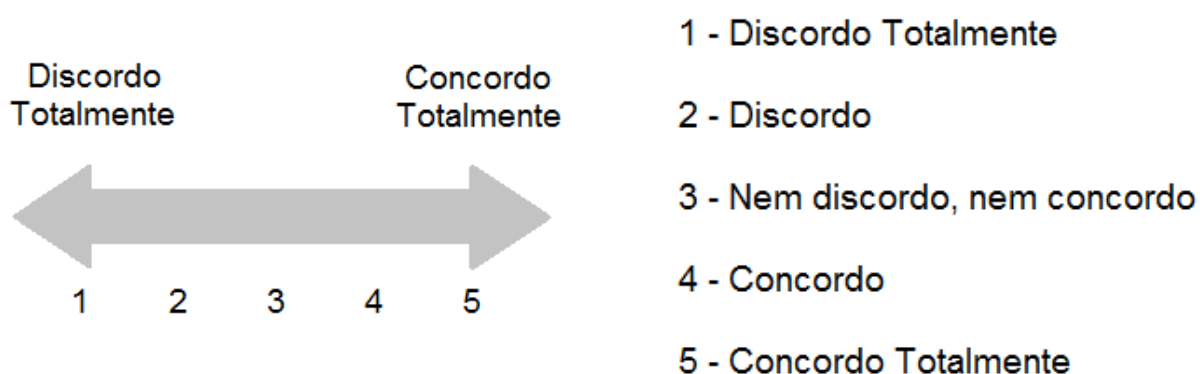 Discordo
Totalmente
Concordo
Totalmente
1 2 3 4 5
1 - Discordo Totalmente
2 - Discordo
3 - Nem discordo, nem concordo
4 - Concordo
5 - Concordo Totalmente